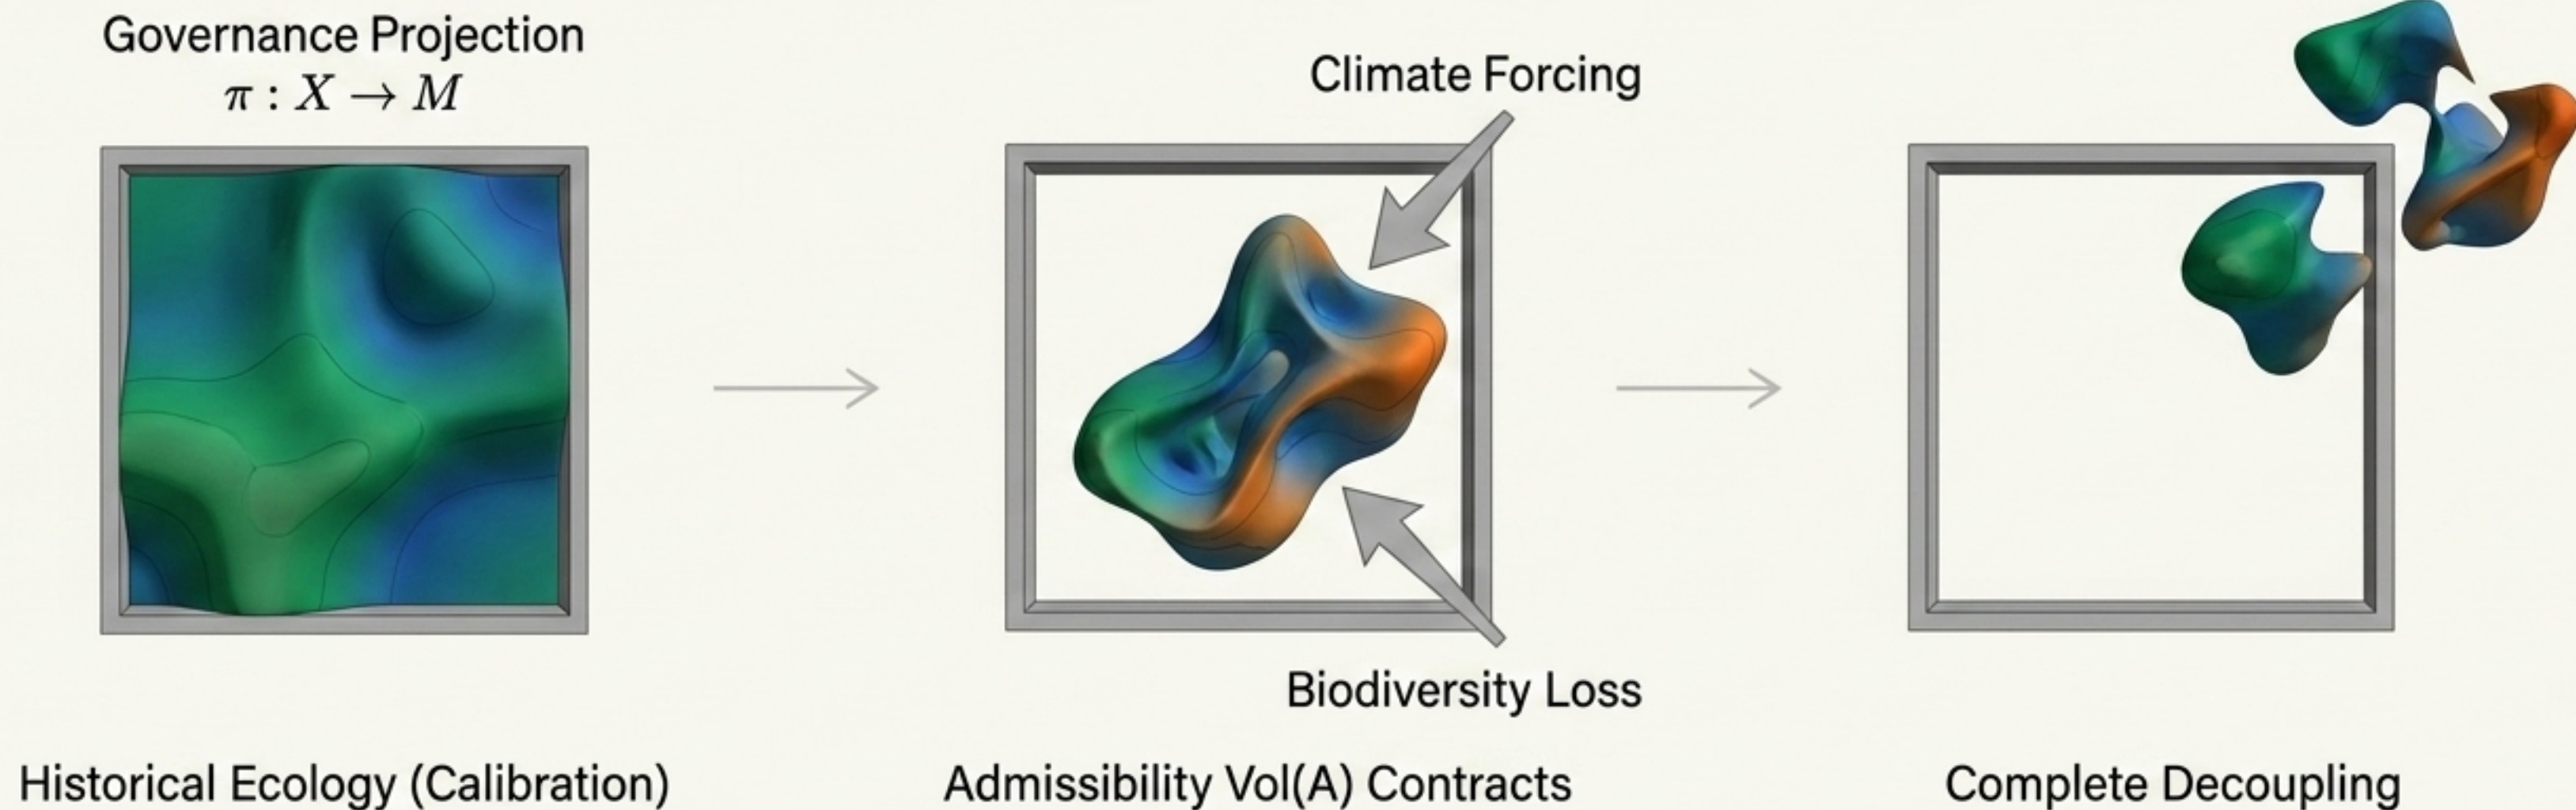 Governance Projection
π : X → M
Climate Forcing
Biodiversity Loss
Historical Ecology (Calibration)
Admissibility Vol(A) Contracts
Complete Decoupling